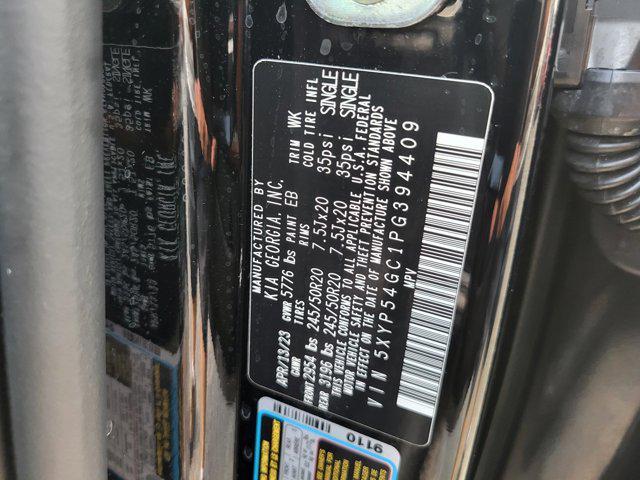 MANUFACTURED BY
KIA GEORGIA, INC.
APR/13/23 GVWR 5776 lbs PAINT EB TRIM WK
GAWR TIRES RIMS COLD TIRE INFL
FRONT 2954 lbs 245/50R20 7.5Jx20 35psi SINGLE
REAR 3196 lbs 245/50R20 7.5Jx20 35psi SINGLE
THIS VEHICLE CONFORMS TO ALL APPLICABLE U.S.A. FEDERAL
MOTOR VEHICLE SAFETY AND THEFT PREVENTION STANDARDS
IN EFFECT ON THE DATE OF MANUFACTURE SHOWN ABOVE
VIN 5XYP54GC1PG394409
MPV
9110